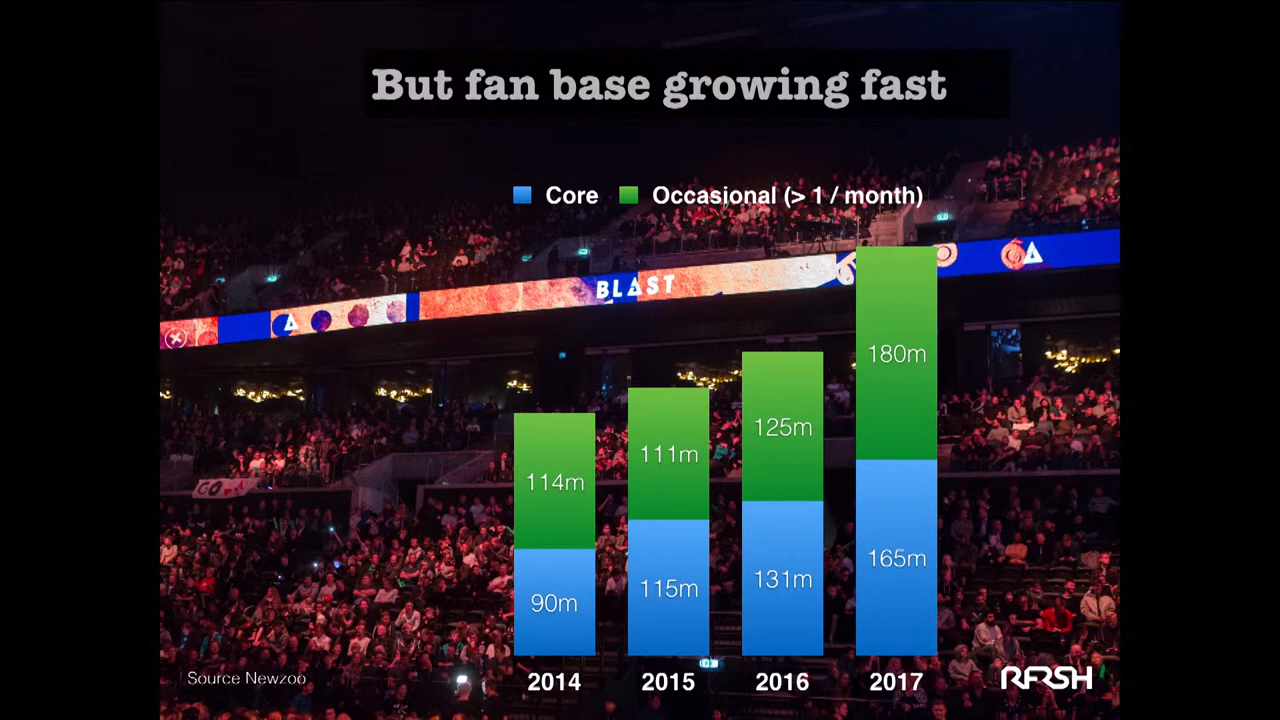 But fan base growing fast
Core
Occasional (> 1 / month)
BLAST
180m
125m
111m
114m
165m
131m
115m
90m
GO
2014
2015
2016
2017
Source Newzoo
RFRSH